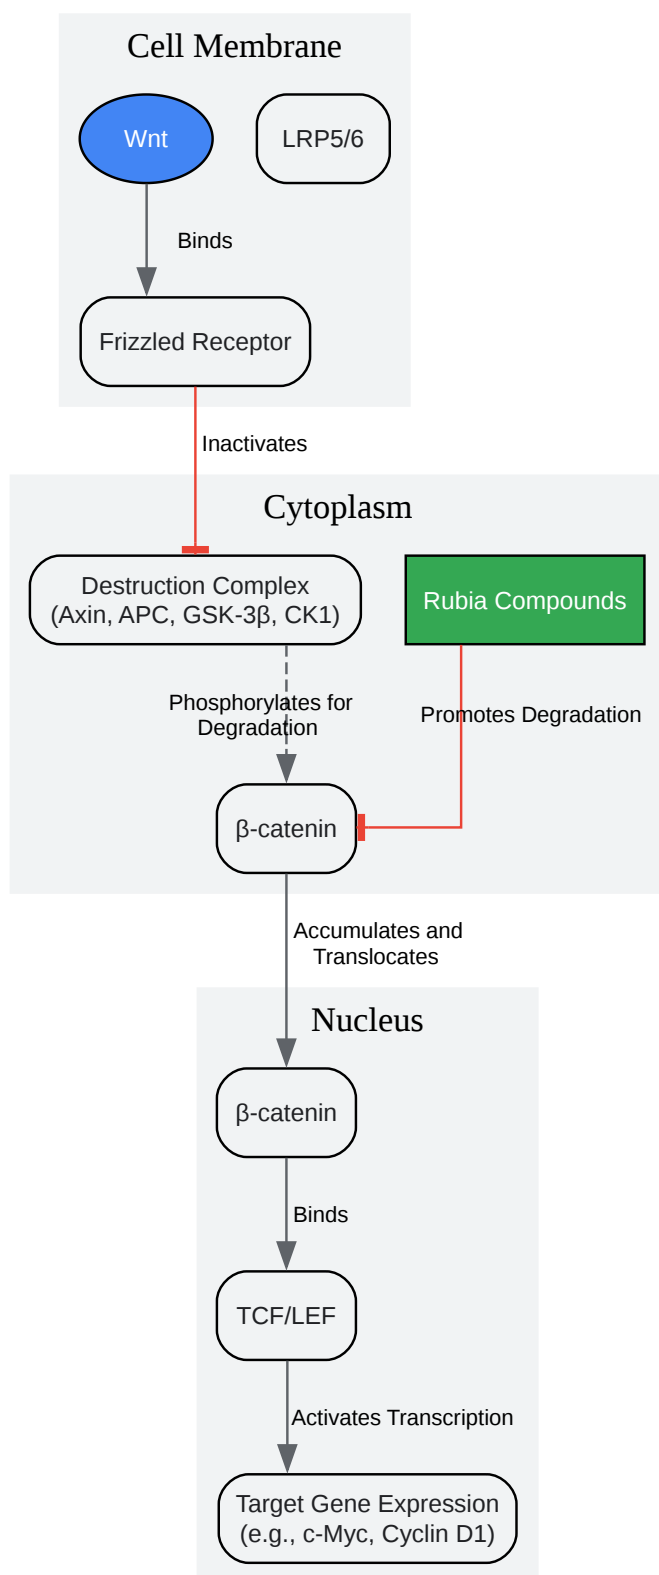 Cell Membrane
Wnt
LRP5/6
Binds
Frizzled Receptor
Inactivates
Cytoplasm
Destruction Complex
(Axin, APC, GSK-3β, CK1)
Rubia Compounds
Phosphorylates for
Degradation
Promotes Degradation
β-catenin
Accumulates and
Translocates
Nucleus
β-catenin
Binds
TCF/LEF
Activates Transcription
Target Gene Expression
(e.g., c-Myc, Cyclin D1)